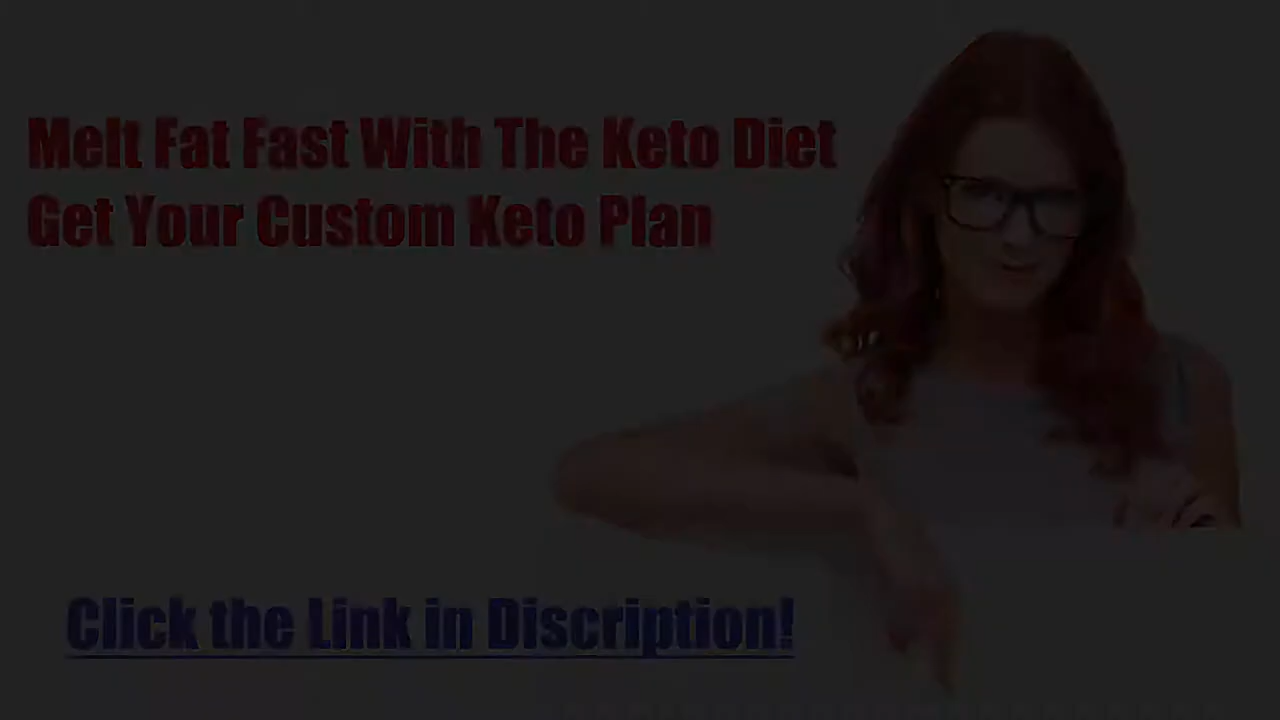 Melt Fat Fast With The Keto Diet
Get Your Custom Keto Plan
Click the Link in Discription!